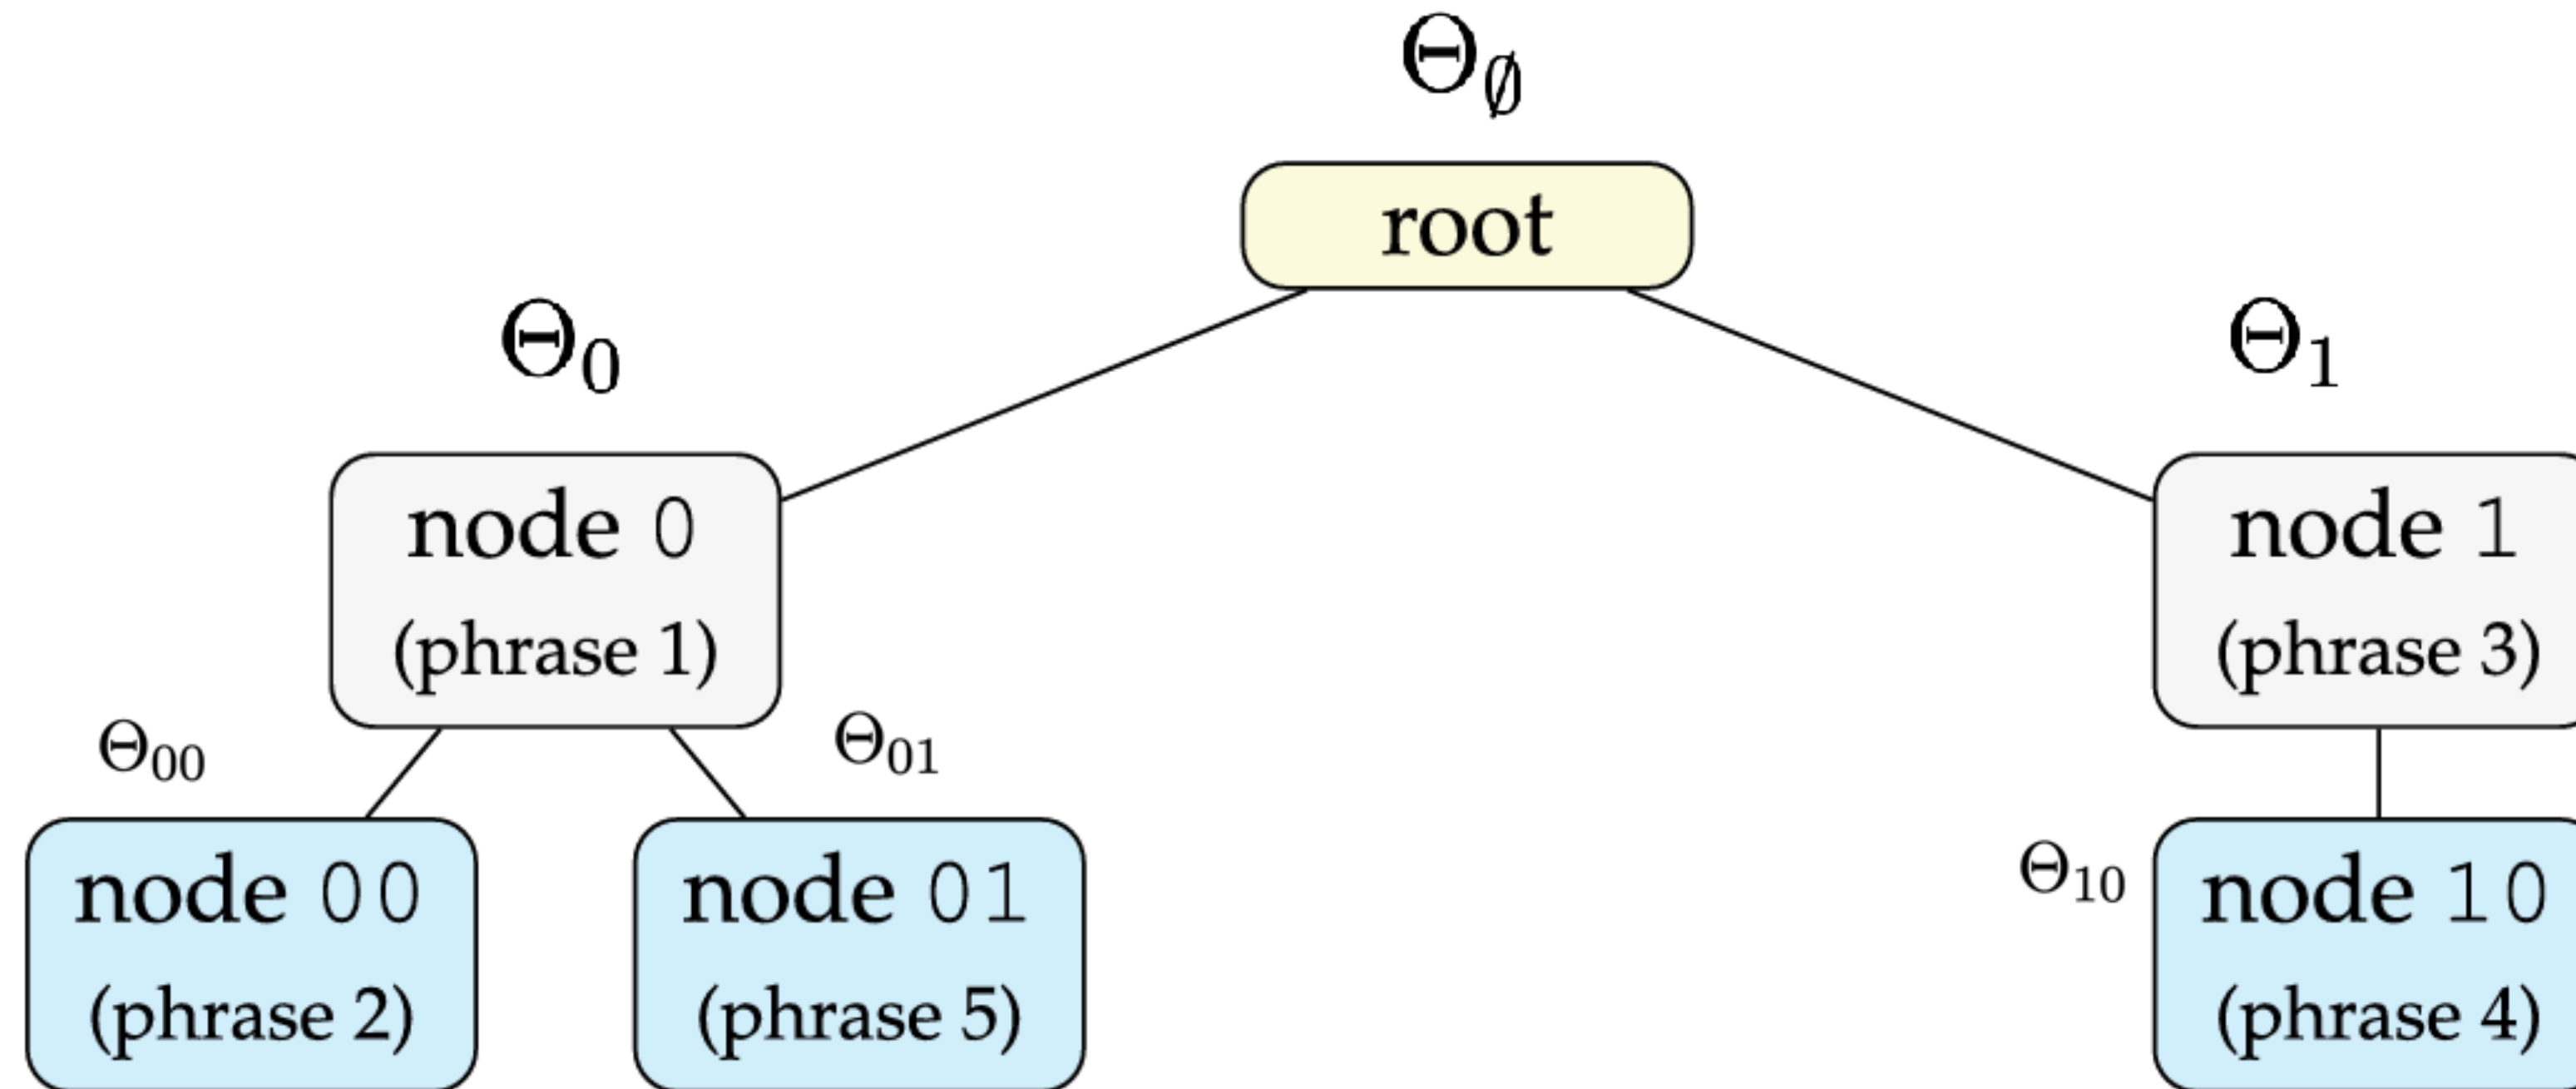 Θ∅
root
Θ0
Θ1
node 0
(phrase 1)
node 1
(phrase 3)
Θ00
Θ01
Θ10
node 00
(phrase 2)
node 01
(phrase 5)
node 10
(phrase 4)